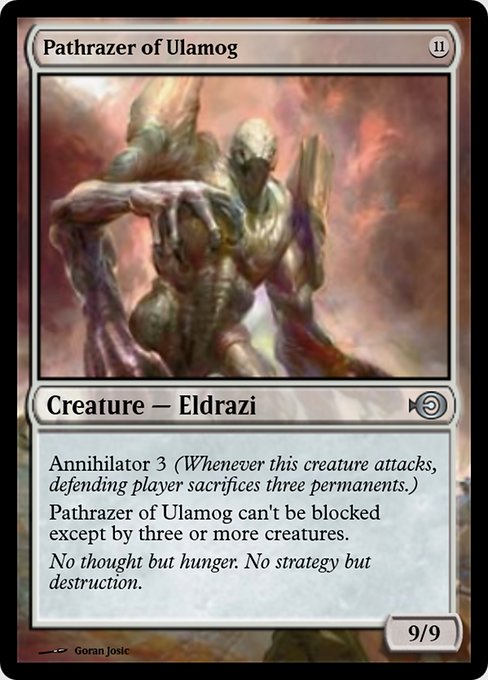 Pathrazer of Ulamog 11
Creature — Eldrazi
Annihilator 3 (Whenever this creature attacks,
defending player sacrifices three permanents.)
Pathrazer of Ulamog can't be blocked
except by three or more creatures.
No thought but hunger. No strategy but
destruction.
9/9
Goran Josic